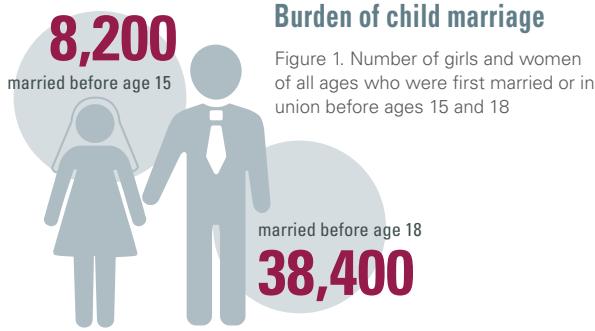 8,200
married before age 15
Burden of child marriage
Figure 1. Number of girls and women
of all ages who were first married or in
union before ages 15 and 18
married before age 18
38,400